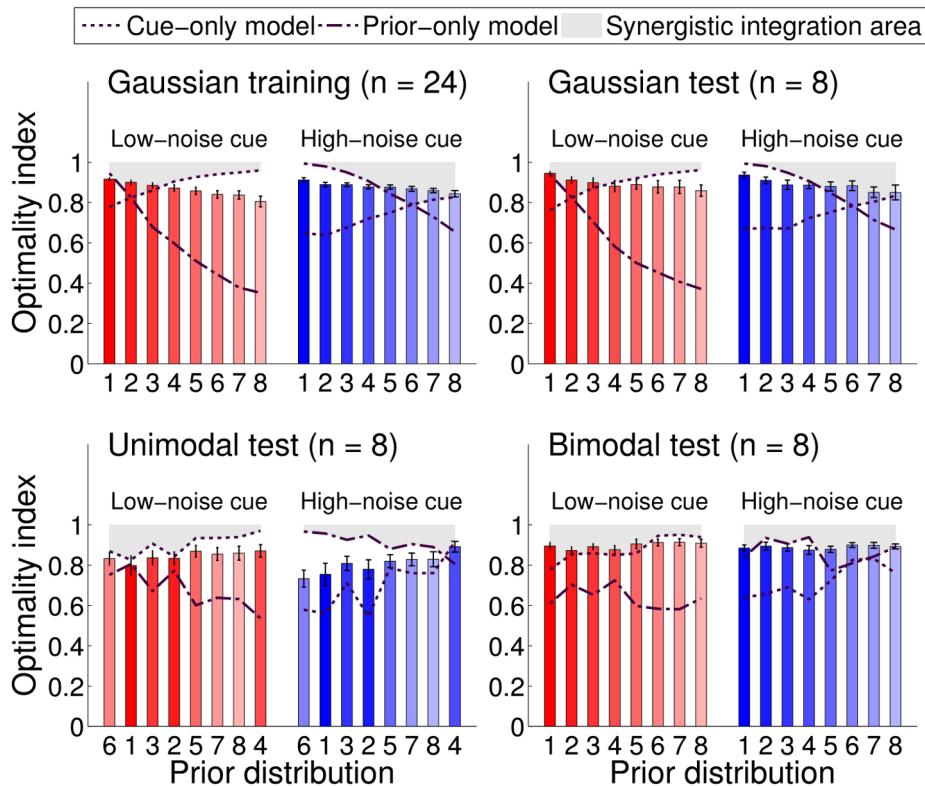 Cue−only model Prior−only model Synergistic integration area
Gaussian training (n = 24)
Low−noise cue High−noise cue
Optimality index
1
0.8
0.6
0.4
0.2
0
1 2 3 4 5 6 7 8 1 2 3 4 5 6 7 8
Gaussian test (n = 8)
Low−noise cue High−noise cue
1
0.8
0.6
0.4
0.2
0
1 2 3 4 5 6 7 8 1 2 3 4 5 6 7 8
Unimodal test (n = 8)
Low−noise cue High−noise cue
Optimality index
1
0.8
0.6
0.4
0.2
0
6 1 3 2 5 7 8 4 6 1 3 2 5 7 8 4
Prior distribution
Bimodal test (n = 8)
Low−noise cue High−noise cue
1
0.8
0.6
0.4
0.2
0
1 2 3 4 5 6 7 8 1 2 3 4 5 6 7 8
Prior distribution